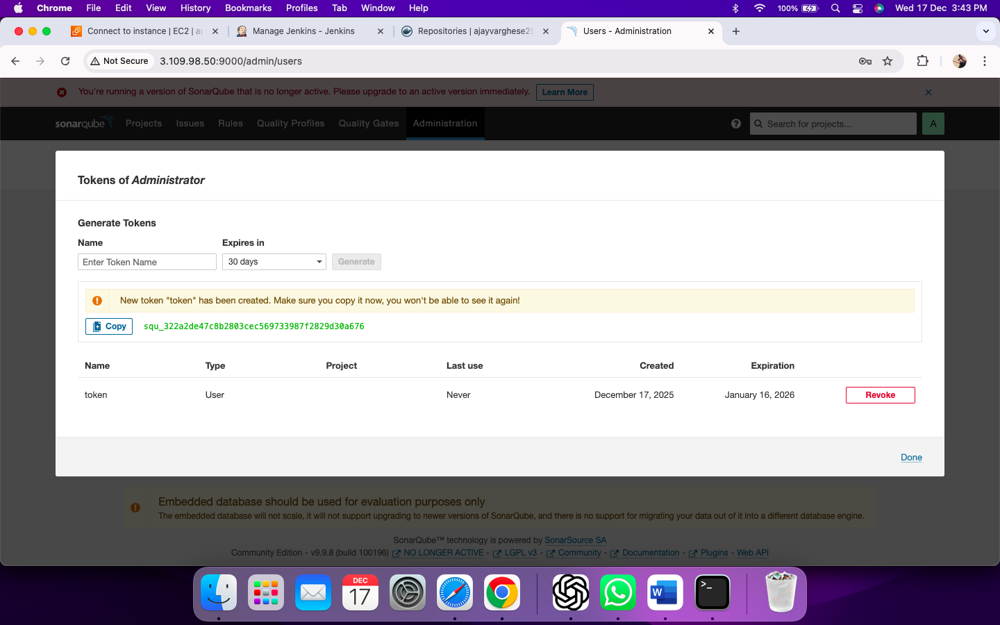 Chrome File Edit View History Bookmarks Profiles Tab Window Help 100% Wed 17 Dec 3:43 PM
Connect to instance | EC2 | ap Manage Jenkins - Jenkins Repositories | ajayvarghese25 Users - Administration
Not Secure 3.109.98.50:9000/admin/users
You're running a version of SonarQube that is no longer active. Please upgrade to an active version immediately. Learn More
sonarqube Projects Issues Rules Quality Profiles Quality Gates Administration Search for projects... A
Tokens of Administrator
Generate Tokens
Name Expires in
Enter Token Name 30 days Generate
New token "token" has been created. Make sure you copy it now, you won't be able to see it again!
Copy squ_322a2de47c8b2803cec569733987f2829d30a676
Name Type Project Last use Created Expiration
token User Never December 17, 2025 January 16, 2026 Revoke
Done
Embedded database should be used for evaluation purposes only
The embedded database will not scale, it will not support upgrading to newer versions of SonarQube, and there is no support for migrating your data out of it into a different database engine.
SonarQube™ technology is powered by SonarSource SA
Community Edition - v9.9.8 (build 100196) NO LONGER ACTIVE - LGPL v3 - Community - Documentation - Plugins - Web API
DEC
17
W
>_